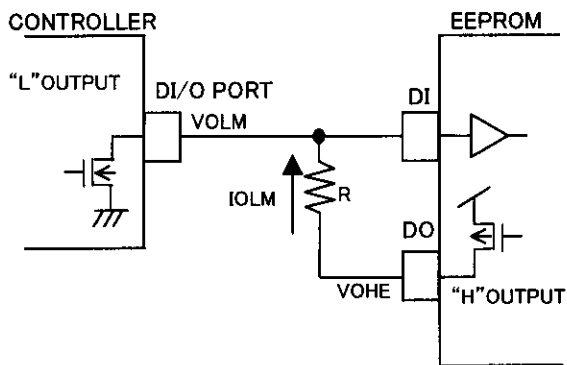 CONTROLLER
EEPROM
“L”OUTPUT
DI/O PORT
DI
VOLM
IOLM
R
DO
VOHE
“H”OUTPUT